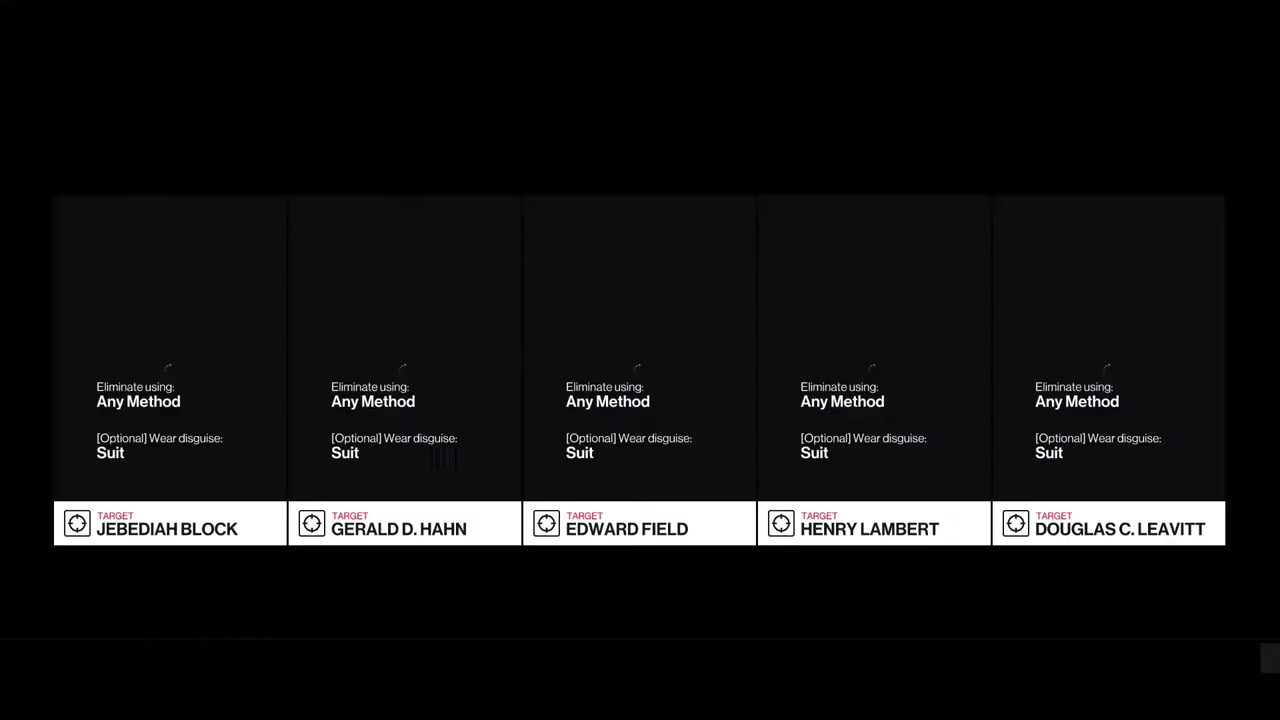 Eliminate using:
Any Method
[Optional] Wear disguise:
Suit
TARGET
JEBEDIAH BLOCK
Eliminate using:
Any Method
[Optional] Wear disguise:
Suit
TARGET
GERALD D. HAHN
Eliminate using:
Any Method
[Optional] Wear disguise:
Suit
TARGET
EDWARD FIELD
Eliminate using:
Any Method
[Optional] Wear disguise:
Suit
TARGET
HENRY LAMBERT
Eliminate using:
Any Method
[Optional] Wear disguise:
Suit
TARGET
DOUGLAS C. LEAVITT